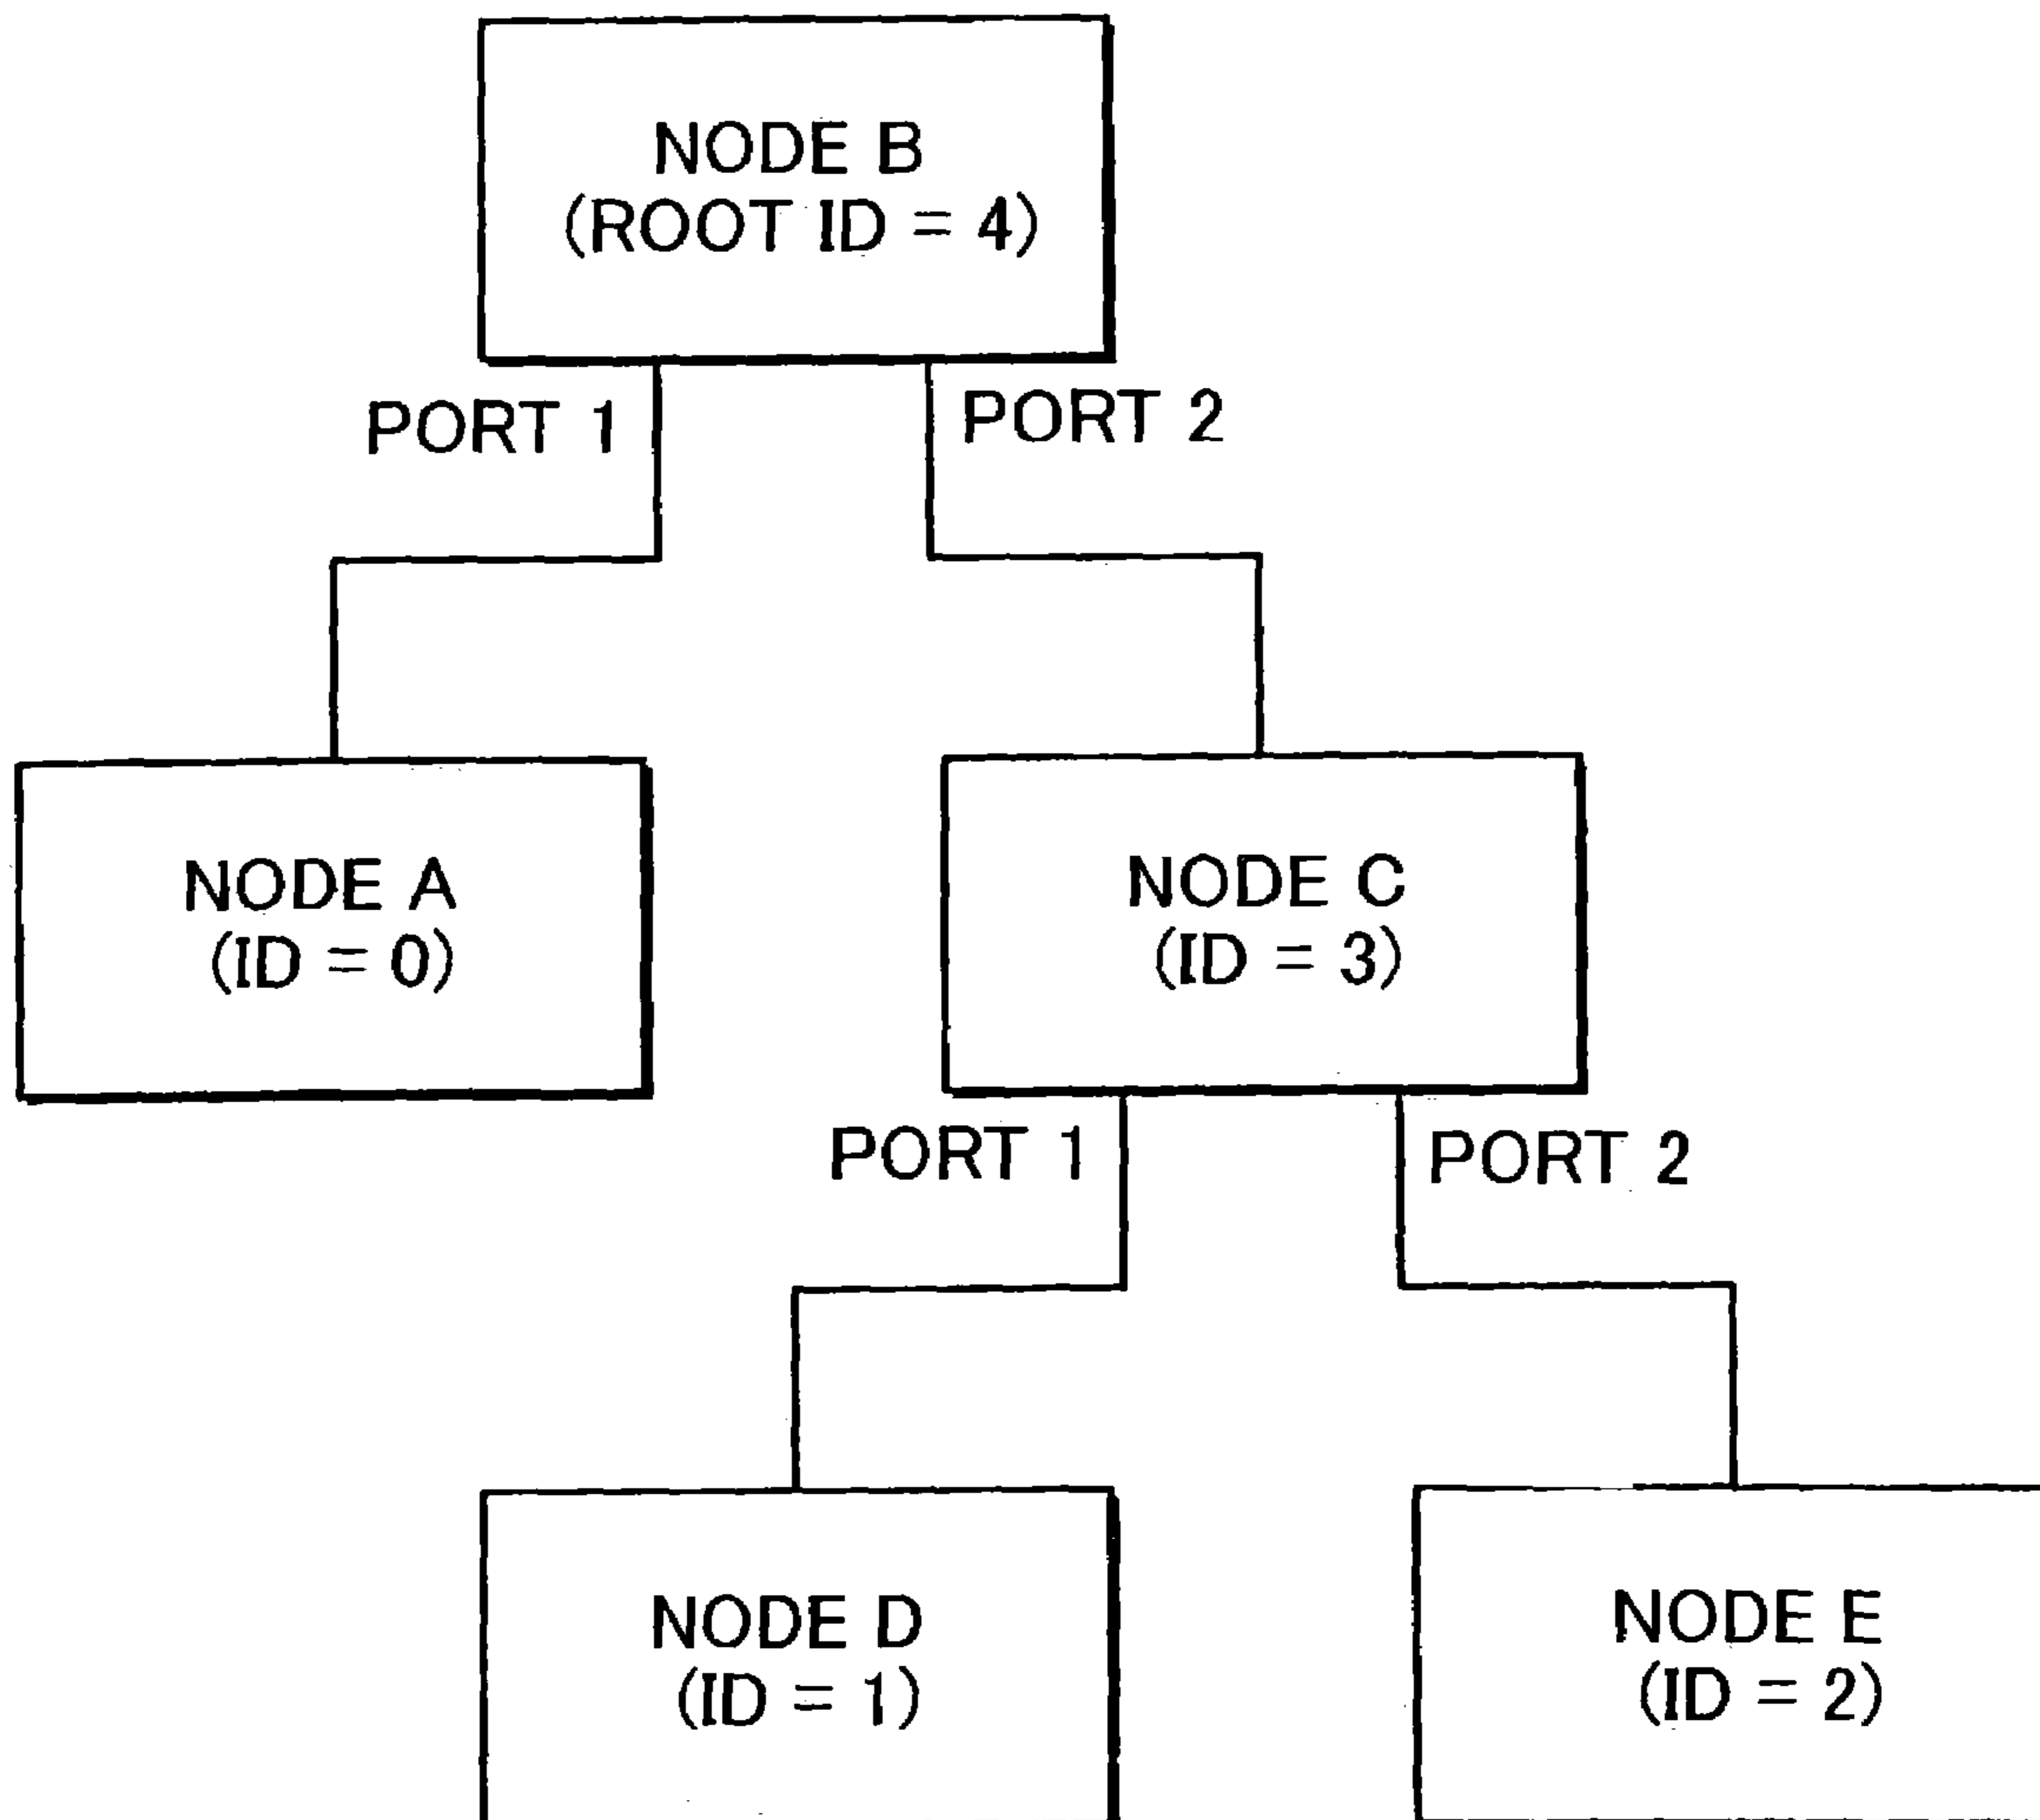 NODE B
(ROOT ID = 4)
PORT 1
PORT 2
NODE A
(ID = 0)
NODE C
(ID = 3)
PORT 1
PORT 2
NODE D
(ID = 1)
NODE E
(ID = 2)